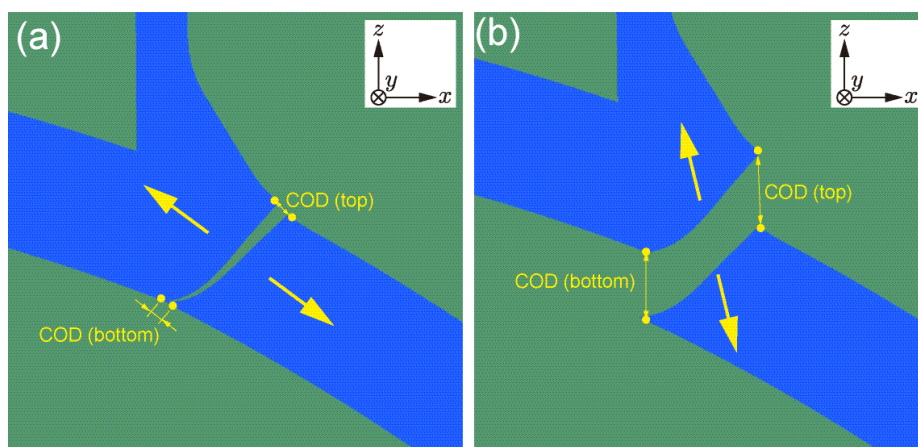 (a)
z
y
x
COD (top)
COD (bottom)
(b)
z
y
x
COD (top)
COD (bottom)